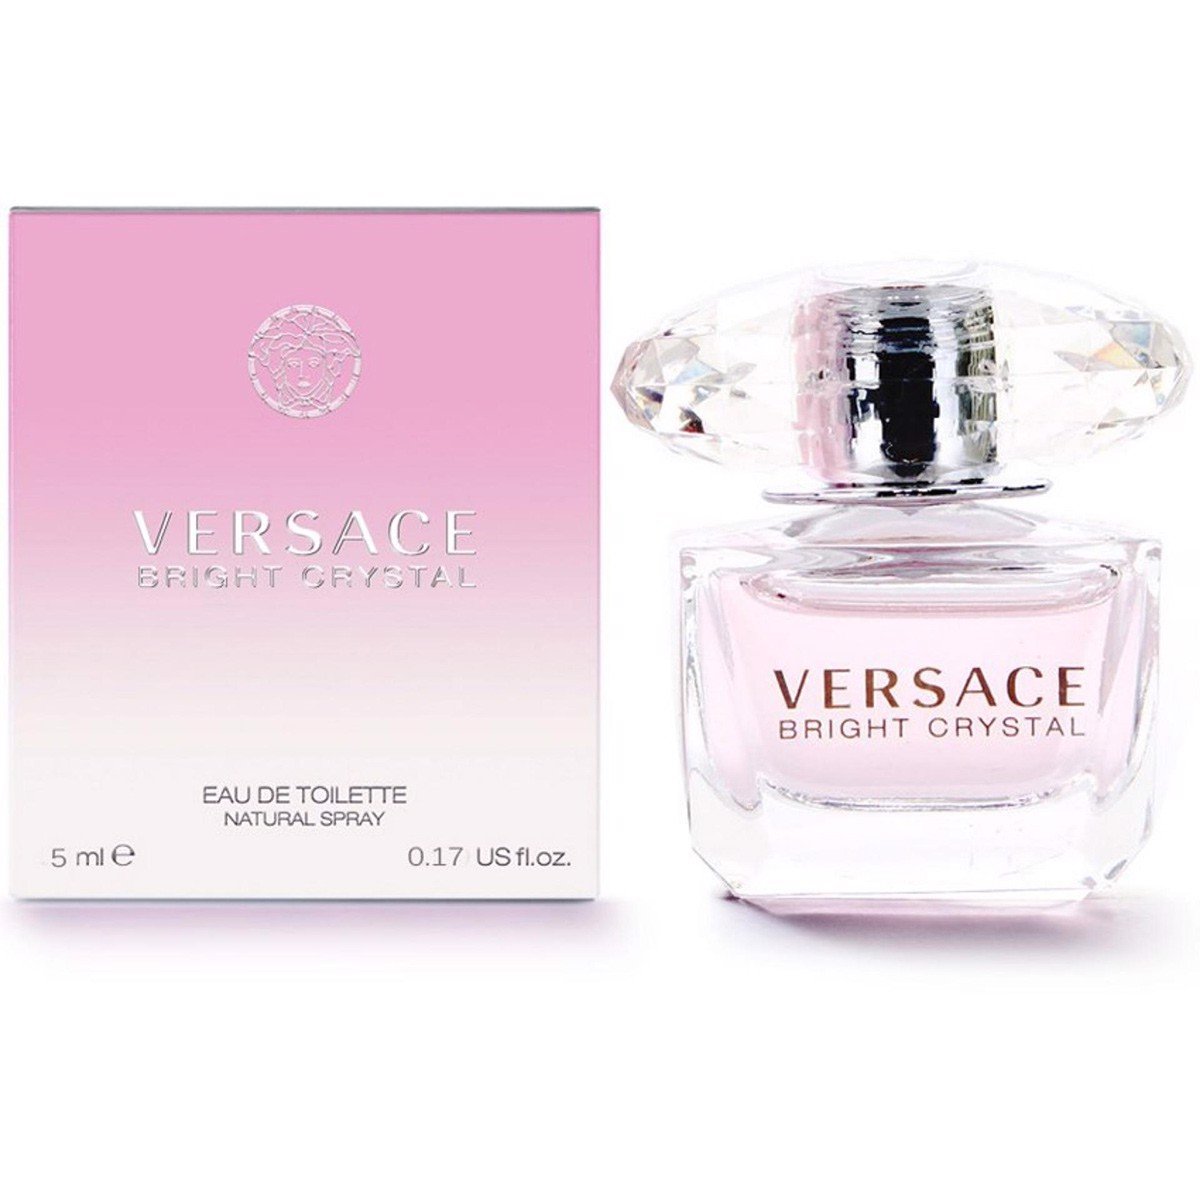 VERSACE
BRIGHT CRYSTAL
EAU DE TOILETTE
NATURAL SPRAY
5 ml ℮ 0.17 US fl.oz.
VERSACE
BRIGHT CRYSTAL